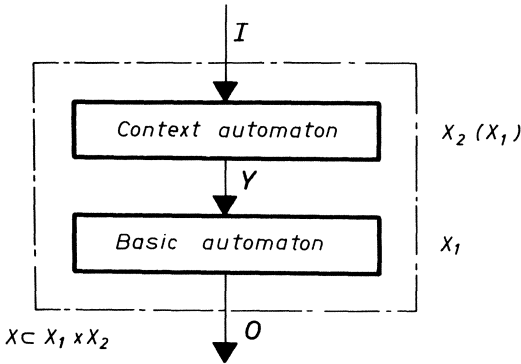 I
Context automaton X₂ (X₁)
Y
Basic automaton X₁
O
X⊂ X₁ x X₂